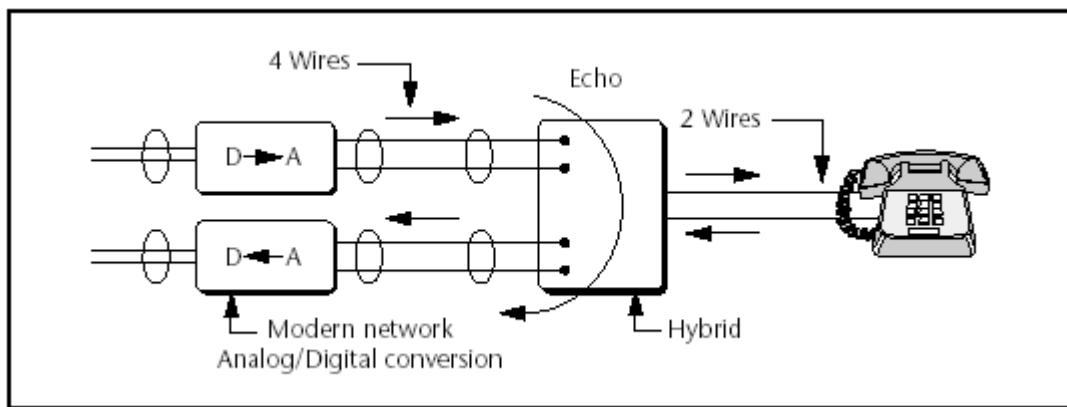 4 Wires
Echo
2 Wires
D A
D A
Modern network
Analog/Digital conversion
Hybrid